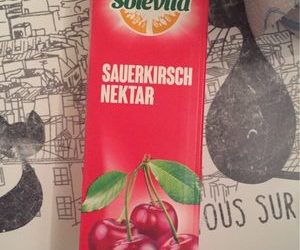 Solevita
SAUERKIRSCH
NEKTAR
OUS SUR